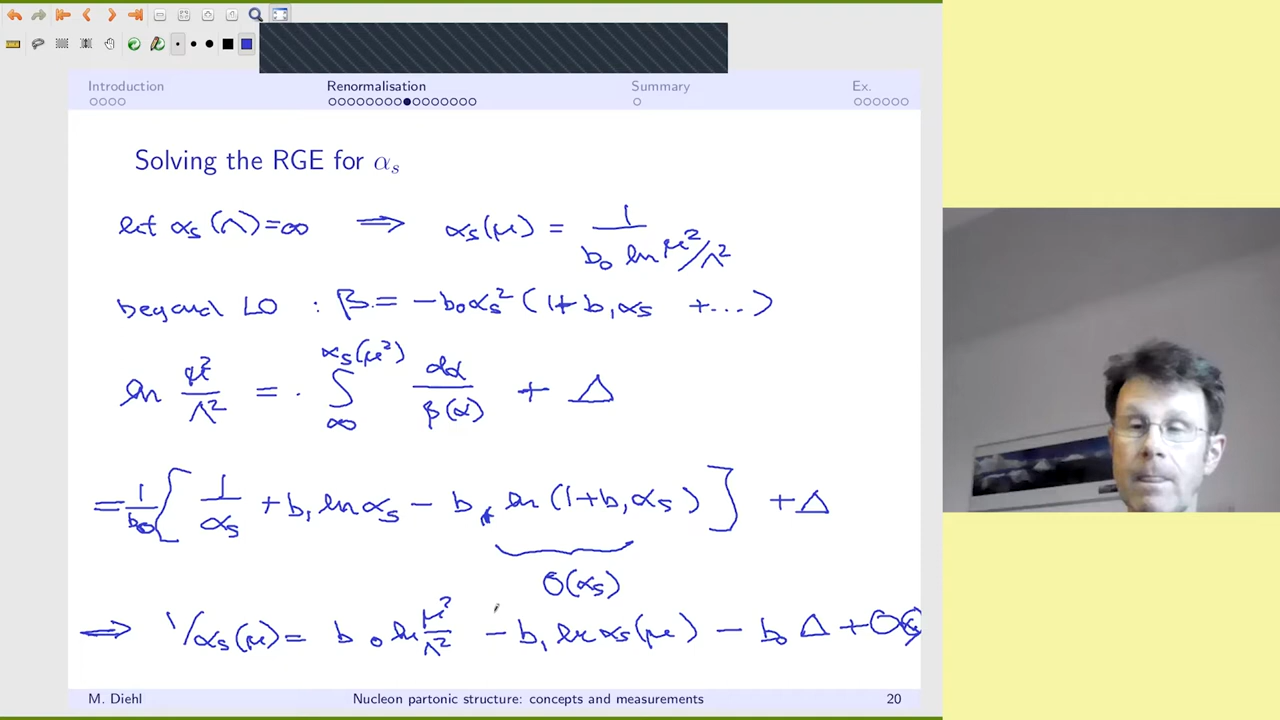 Introduction Renormalisation Summary Ex.
Solving the RGE for αₛ
let αₛ(Λ)=∞ ⟹ αₛ(μ) = 1 / b₀ ln μ²/Λ²
beyond LO : β = −b₀αₛ² (1+b₁αₛ +...)
ln μ²/Λ² = ∫_∞^{αₛ(μ²)} dα/β(α) + Δ
= 1/b₀ [ 1/αₛ + b₁ ln αₛ − b₁ ln (1+b₁αₛ) ] + Δ
O(αₛ)
⟹ 1/αₛ(μ) = b₀ ln μ²/Λ² − b₁ ln αₛ(μ) − b₀ Δ + O(αₛ)
M. Diehl Nucleon partonic structure: concepts and measurements 20